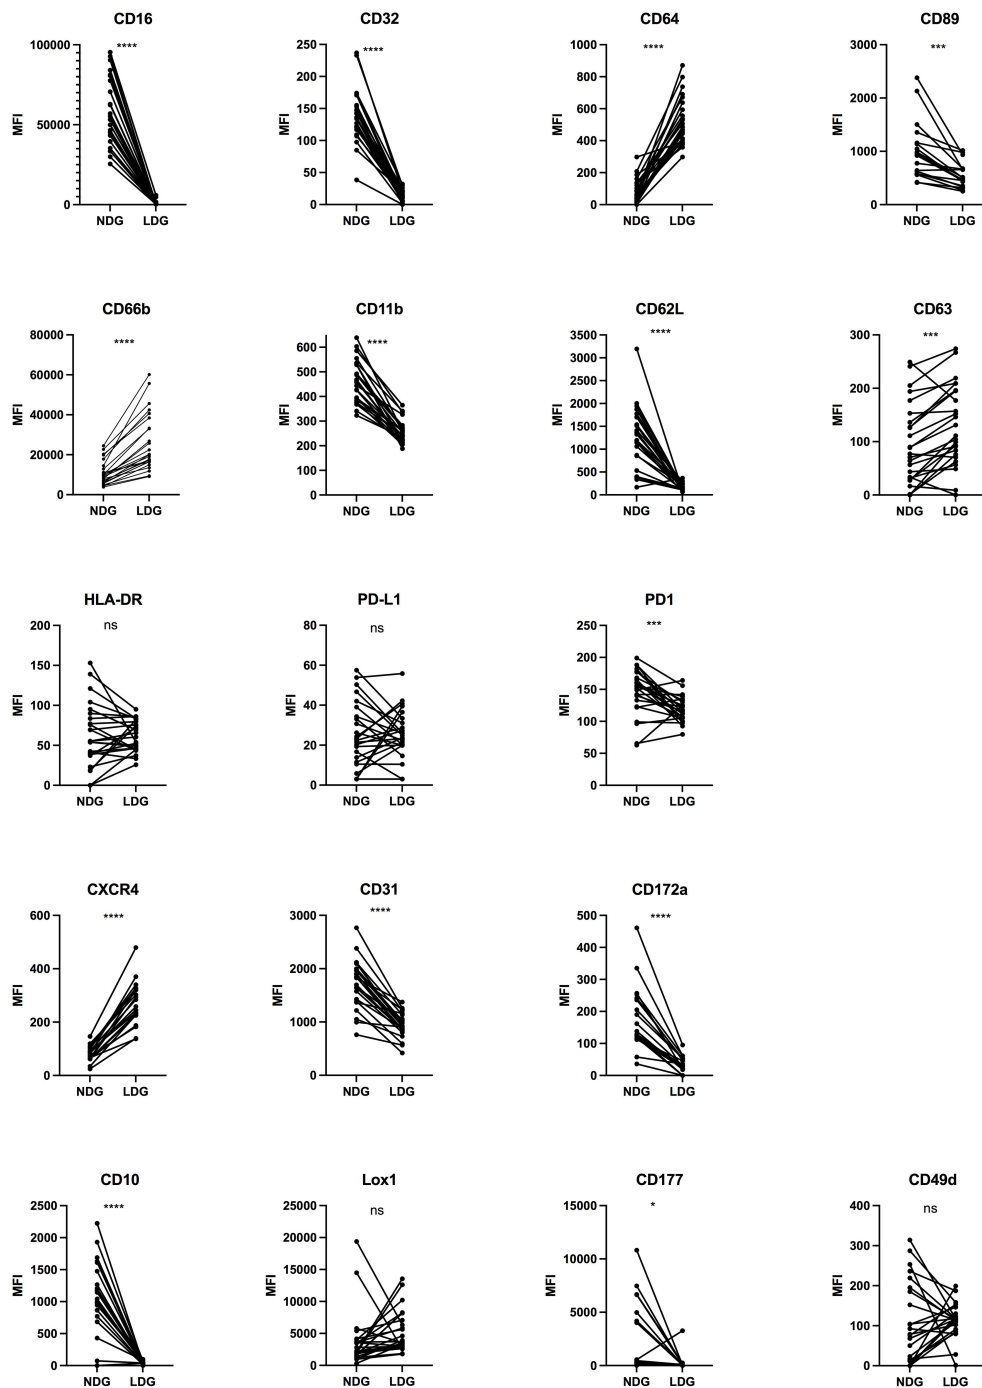 CD16
****
MFI
100000
50000
0
NDG LDG
CD32
****
MFI
250
200
150
100
50
0
NDG LDG
CD64
****
MFI
1000
800
600
400
200
0
NDG LDG
CD89
***
MFI
3000
2000
1000
0
NDG LDG
CD66b
****
MFI
80000
60000
40000
20000
0
NDG LDG
CD11b
****
MFI
600
500
400
300
200
100
0
NDG LDG
CD62L
****
MFI
3500
3000
2500
2000
1500
1000
500
0
NDG LDG
CD63
***
MFI
300
200
100
0
NDG LDG
HLA-DR
ns
MFI
200
150
100
50
0
NDG LDG
PD-L1
ns
MFI
80
60
40
20
0
NDG LDG
PD1
***
MFI
250
200
150
100
50
0
NDG LDG
CXCR4
****
MFI
600
400
200
0
NDG LDG
CD31
****
MFI
3000
2000
1000
0
NDG LDG
CD172a
****
MFI
500
400
300
200
100
0
NDG LDG
CD10
****
MFI
2500
2000
1500
1000
500
0
NDG LDG
Lox1
ns
MFI
25000
20000
15000
10000
5000
0
NDG LDG
CD177
*
MFI
15000
10000
5000
0
NDG LDG
CD49d
ns
MFI
400
300
200
100
0
NDG LDG